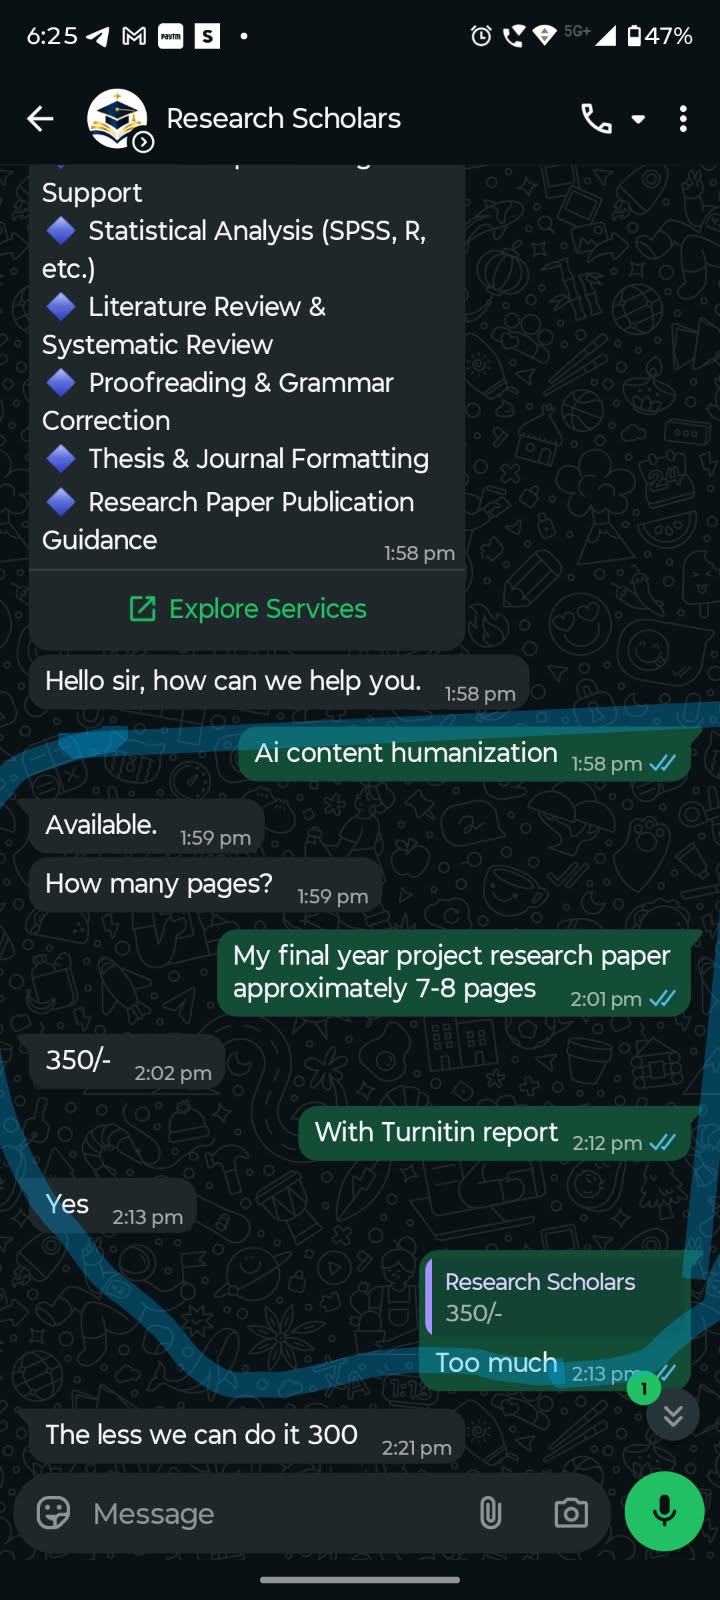 6:25
paytm
S
5G+
47%
Research Scholars
Support
Statistical Analysis (SPSS, R,
etc.)
Literature Review &
Systematic Review
Proofreading & Grammar
Correction
Thesis & Journal Formatting
Research Paper Publication
Guidance
1:58 pm
Explore Services
Hello sir, how can we help you. 1:58 pm
Ai content humanization 1:58 pm
Available. 1:59 pm
How many pages? 1:59 pm
My final year project research paper
approximately 7-8 pages 2:01 pm
350/- 2:02 pm
With Turnitin report 2:12 pm
Yes 2:13 pm
Research Scholars
350/-
Too much 2:13 pm
1
The less we can do it 300 2:21 pm
Message